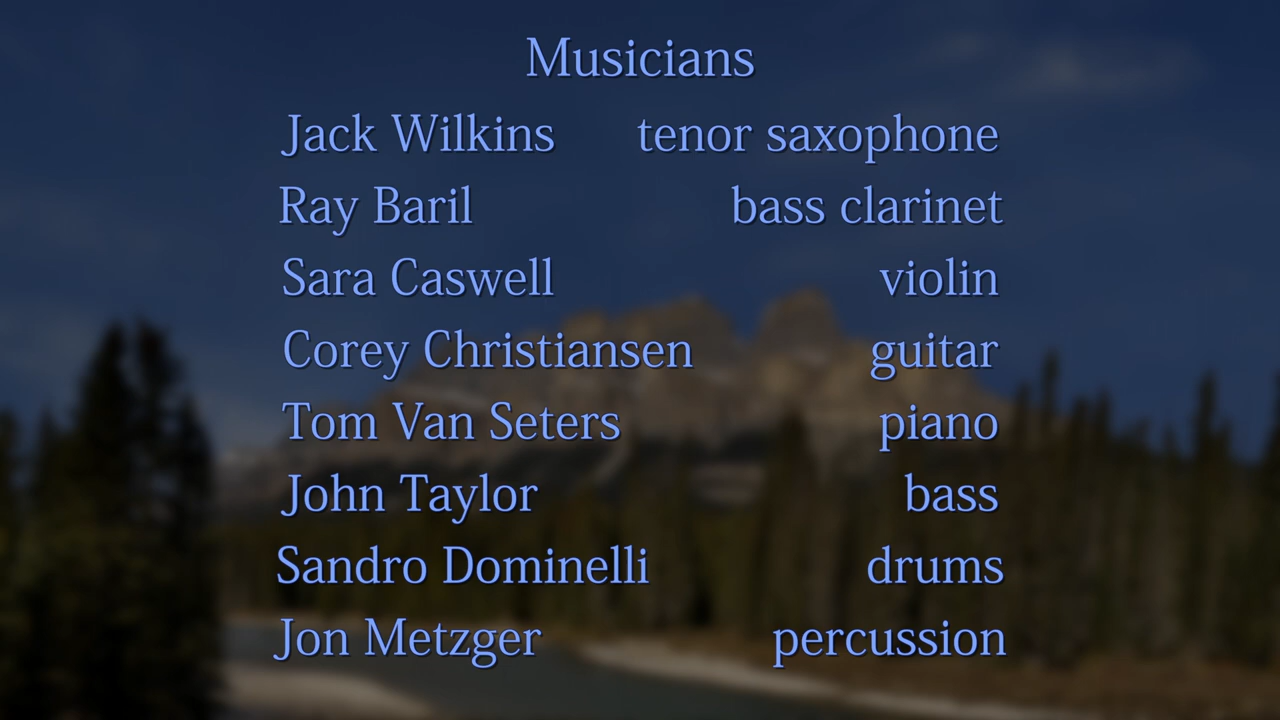 Musicians
Jack Wilkins tenor saxophone
Ray Baril bass clarinet
Sara Caswell violin
Corey Christiansen guitar
Tom Van Seters piano
John Taylor bass
Sandro Dominelli drums
Jon Metzger percussion